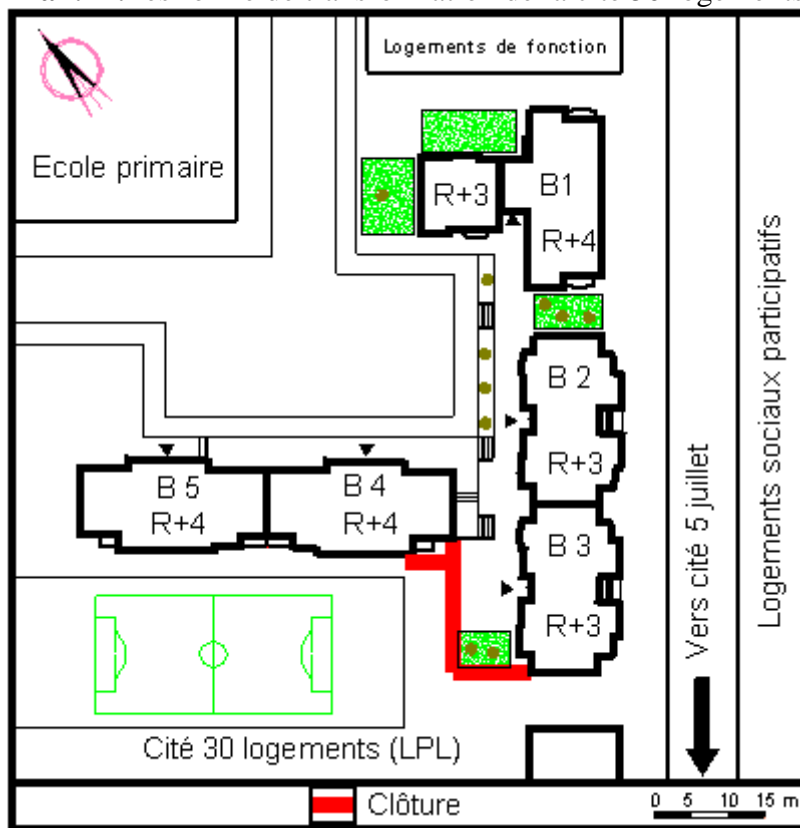 Logements de fonction
Ecole primaire
R+3
B1
R+4
B 2
R+3
B 5
R+4
B 4
R+4
B 3
R+3
Vers cité 5 juillet
Logements sociaux participatifs
Cité 30 logements (LPL)
Clôture
0 5 10 15 m